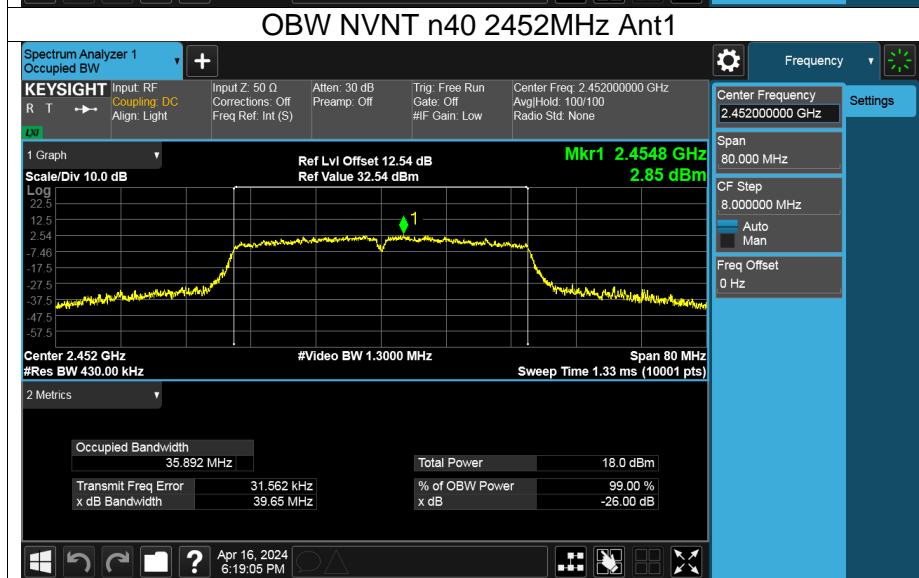 OBW NVNT n40 2452MHz Ant1
Spectrum Analyzer 1
Occupied BW
+
Frequency
KEYSIGHT
R T
LXI
Input: RF
Coupling: DC
Align: Light
Input Z: 50 Ω
Corrections: Off
Freq Ref: Int (S)
Atten: 30 dB
Preamp: Off
Trig: Free Run
Gate: Off
#IF Gain: Low
Center Freq: 2.452000000 GHz
Avg|Hold: 100/100
Radio Std: None
Center Frequency
2.452000000 GHz
Settings
Span
80.000 MHz
CF Step
8.000000 MHz
Auto
Man
Freq Offset
0 Hz
1 Graph
Ref Lvl Offset 12.54 dB
Mkr1 2.4548 GHz
Scale/Div 10.0 dB
Ref Value 32.54 dBm
2.85 dBm
Log
22.5
12.5
2.54
-7.46
-17.5
-27.5
-37.5
-47.5
-57.5
1
Center 2.452 GHz
#Video BW 1.3000 MHz
Span 80 MHz
#Res BW 430.00 kHz
Sweep Time 1.33 ms (10001 pts)
2 Metrics
Occupied Bandwidth
35.892 MHz
Total Power 18.0 dBm
Transmit Freq Error 31.562 kHz
% of OBW Power 99.00 %
x dB Bandwidth 39.65 MHz
x dB -26.00 dB
?
Apr 16, 2024
6:19:05 PM